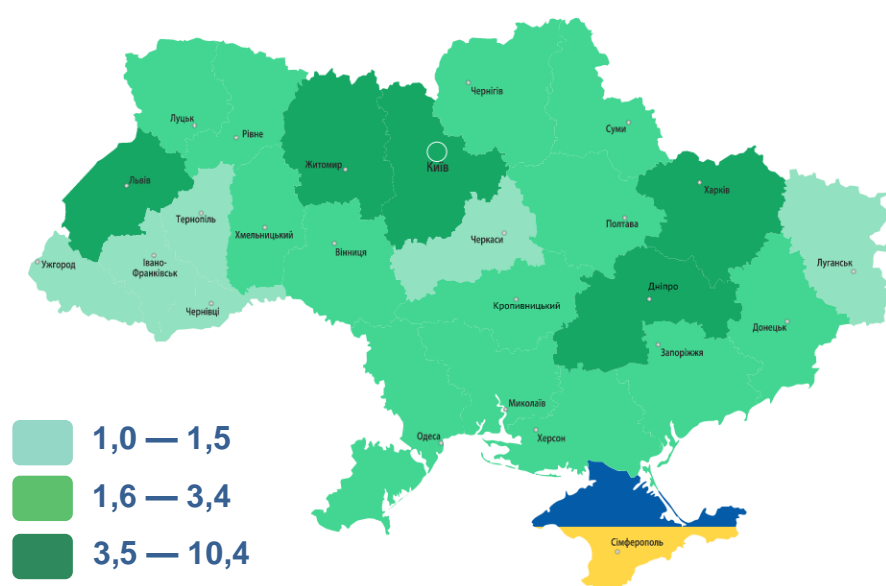 Чернігів
Луцьк
Суми
Рівне
Житомир
Київ
Львів
Харків
Тернопіль
Полтава
Хмельницький
Черкаси
Вінниця
Ужгород
Івано-
Франківськ
Луганськ
Дніпро
Чернівці
Кропивницький
Донецьк
Запоріжжя
Миколаїв
Одеса
Херсон
Сімферополь
1,0 — 1,5
1,6 — 3,4
3,5 — 10,4